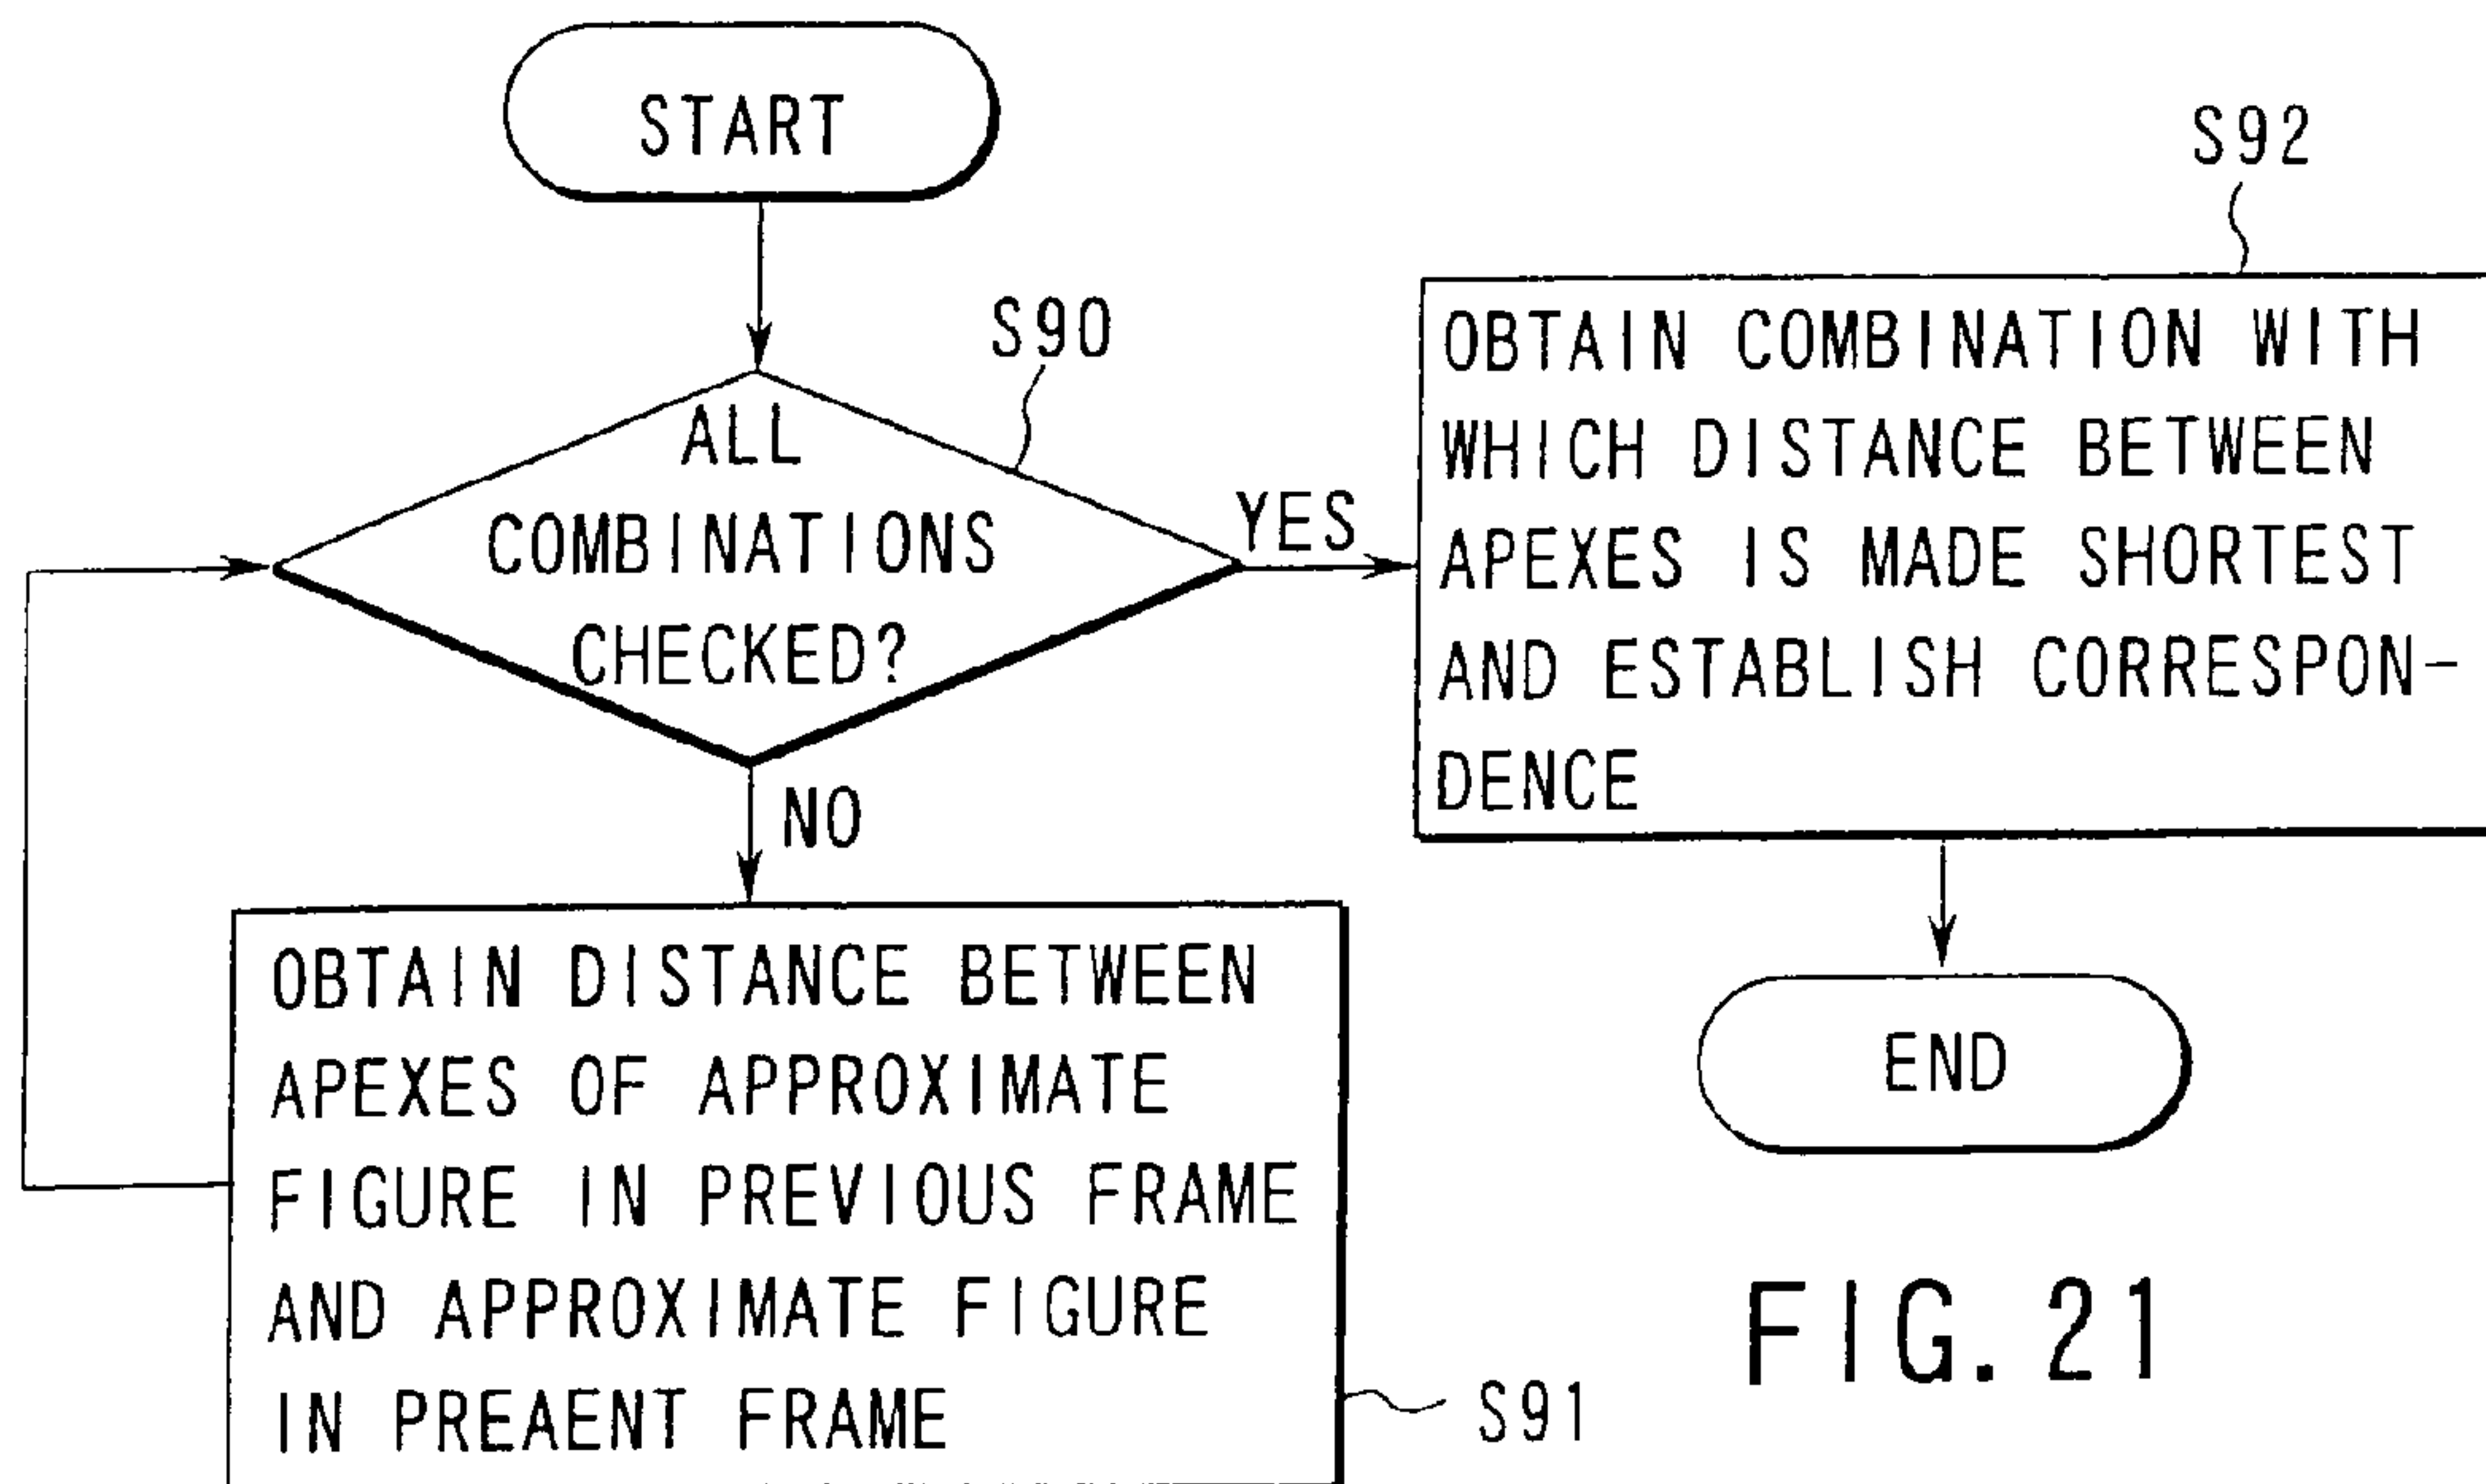 START
S90
ALL
COMBINATIONS
CHECKED?
YES
NO
S92
OBTAIN COMBINATION WITH
WHICH DISTANCE BETWEEN
APEXES IS MADE SHORTEST
AND ESTABLISH CORRESPON-
DENCE
END
OBTAIN DISTANCE BETWEEN
APEXES OF APPROXIMATE
FIGURE IN PREVIOUS FRAME
AND APPROXIMATE FIGURE
IN PREAENT FRAME
S91
FIG. 21